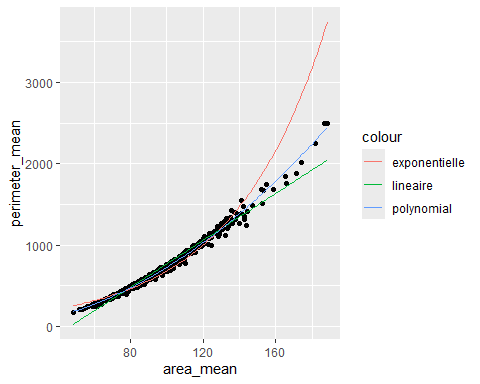 perimeter_mean
3000
2000
1000
0
80
120
160
area_mean
colour
exponentielle
lineaire
polynomial